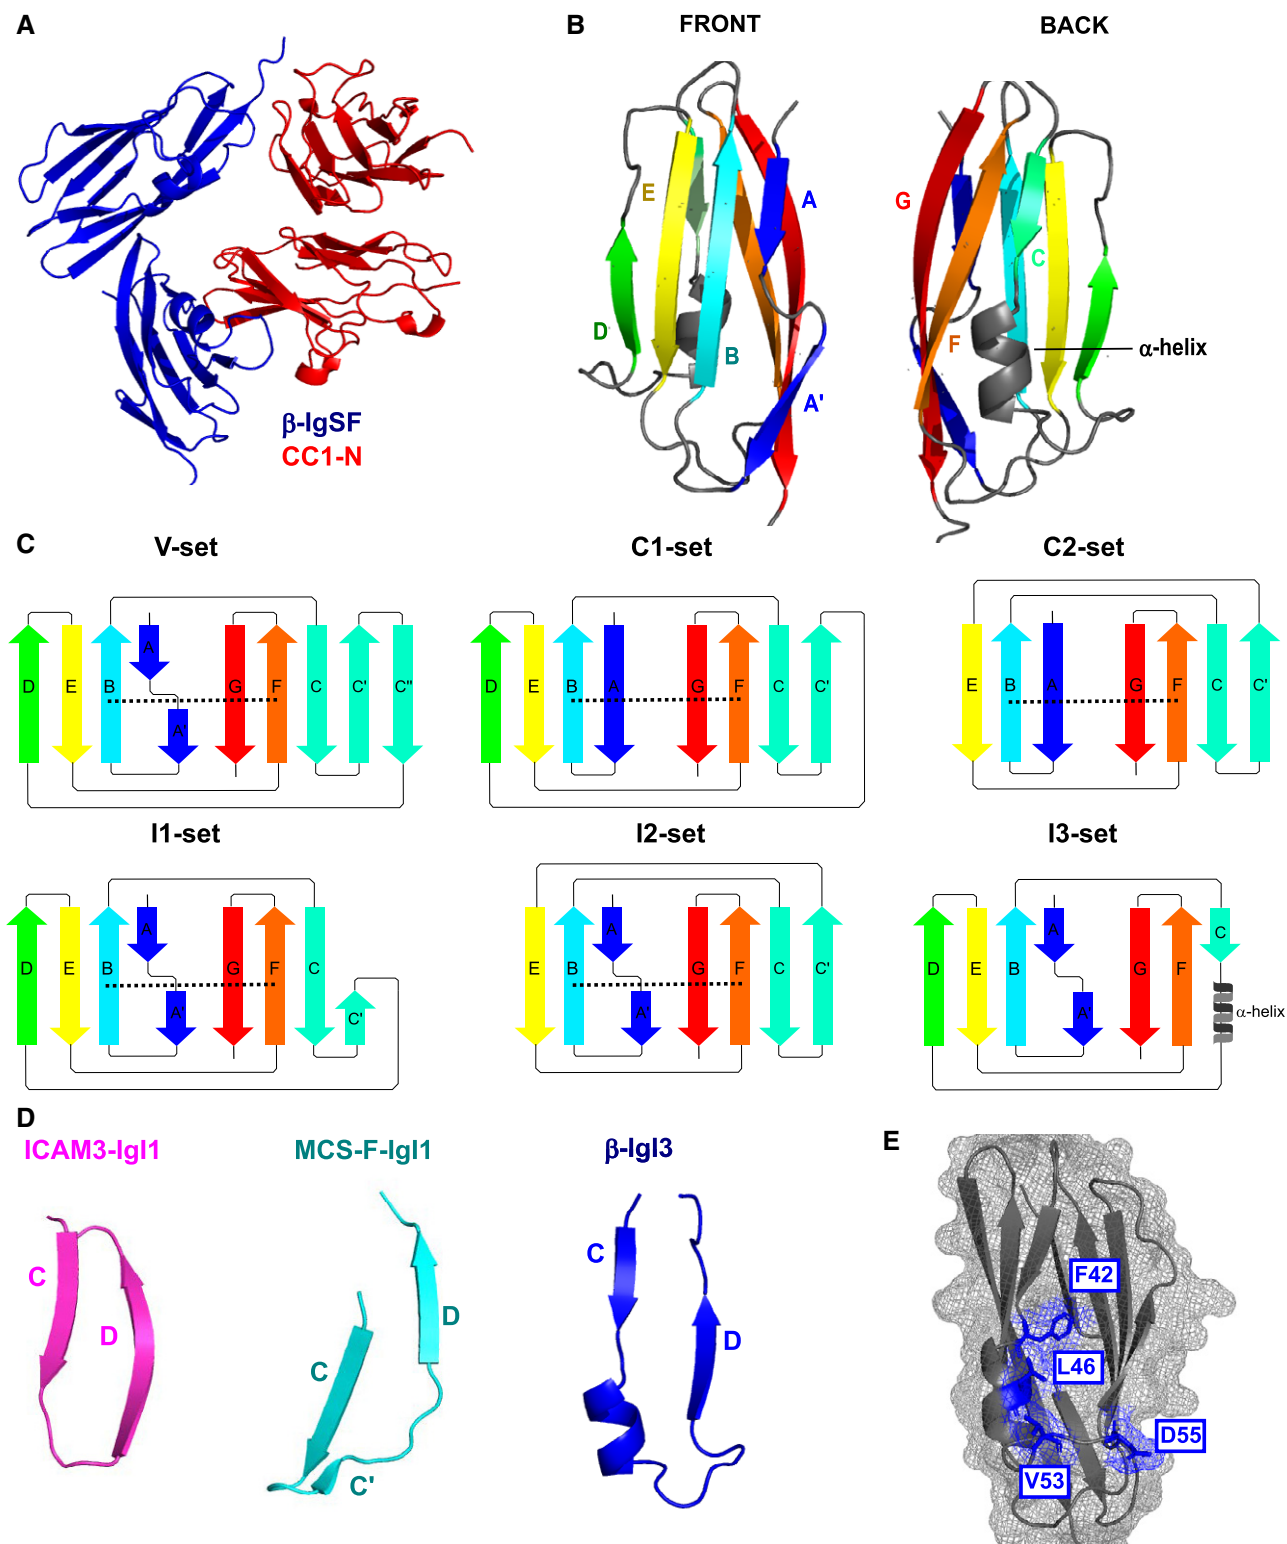 A
B
FRONT
BACK
E
A
D
B
A'
G
C
F
α-helix
β-IgSF
CC1-N
C
V-set
C1-set
C2-set
D E B A A' G F C C' C"
D E B A G F C C'
E B A G F C C'
I1-set
I2-set
I3-set
D E B A A' G F C C'
E B A A' G F C C'
D E B A A' G F C
α-helix
D
ICAM3-IgI1
MCS-F-IgI1
β-IgI3
E
C
D
C
D
C'
C
D
F42
L46
D55
V53